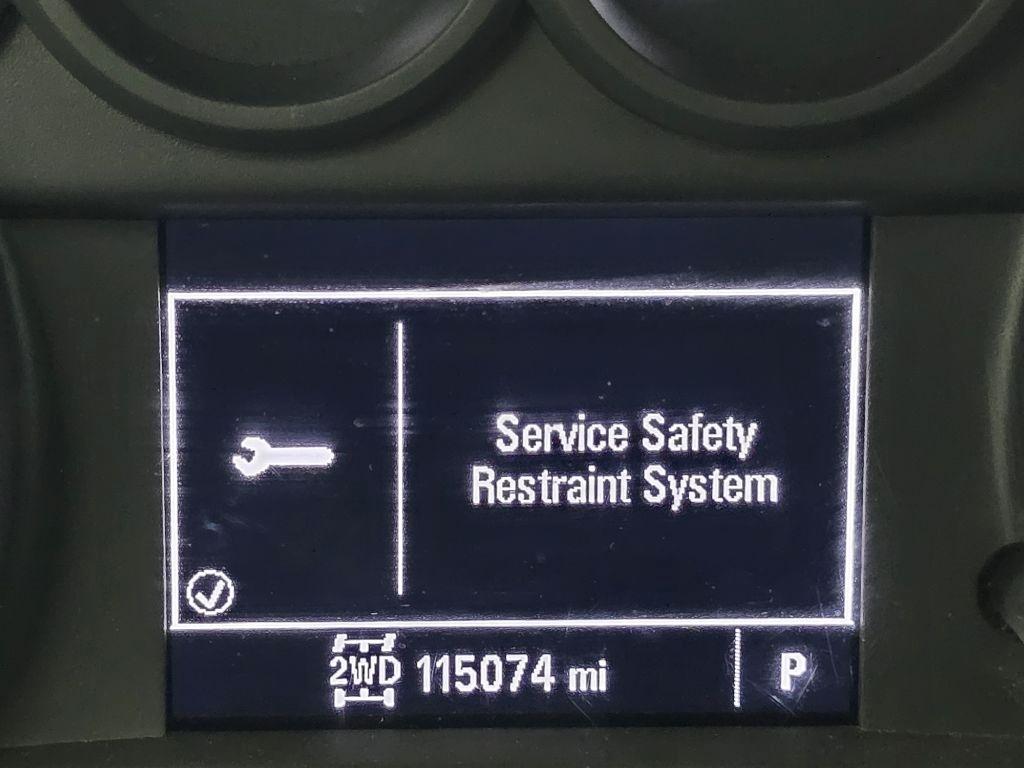 Service Safety
Restraint System
2WD 115074 mi P